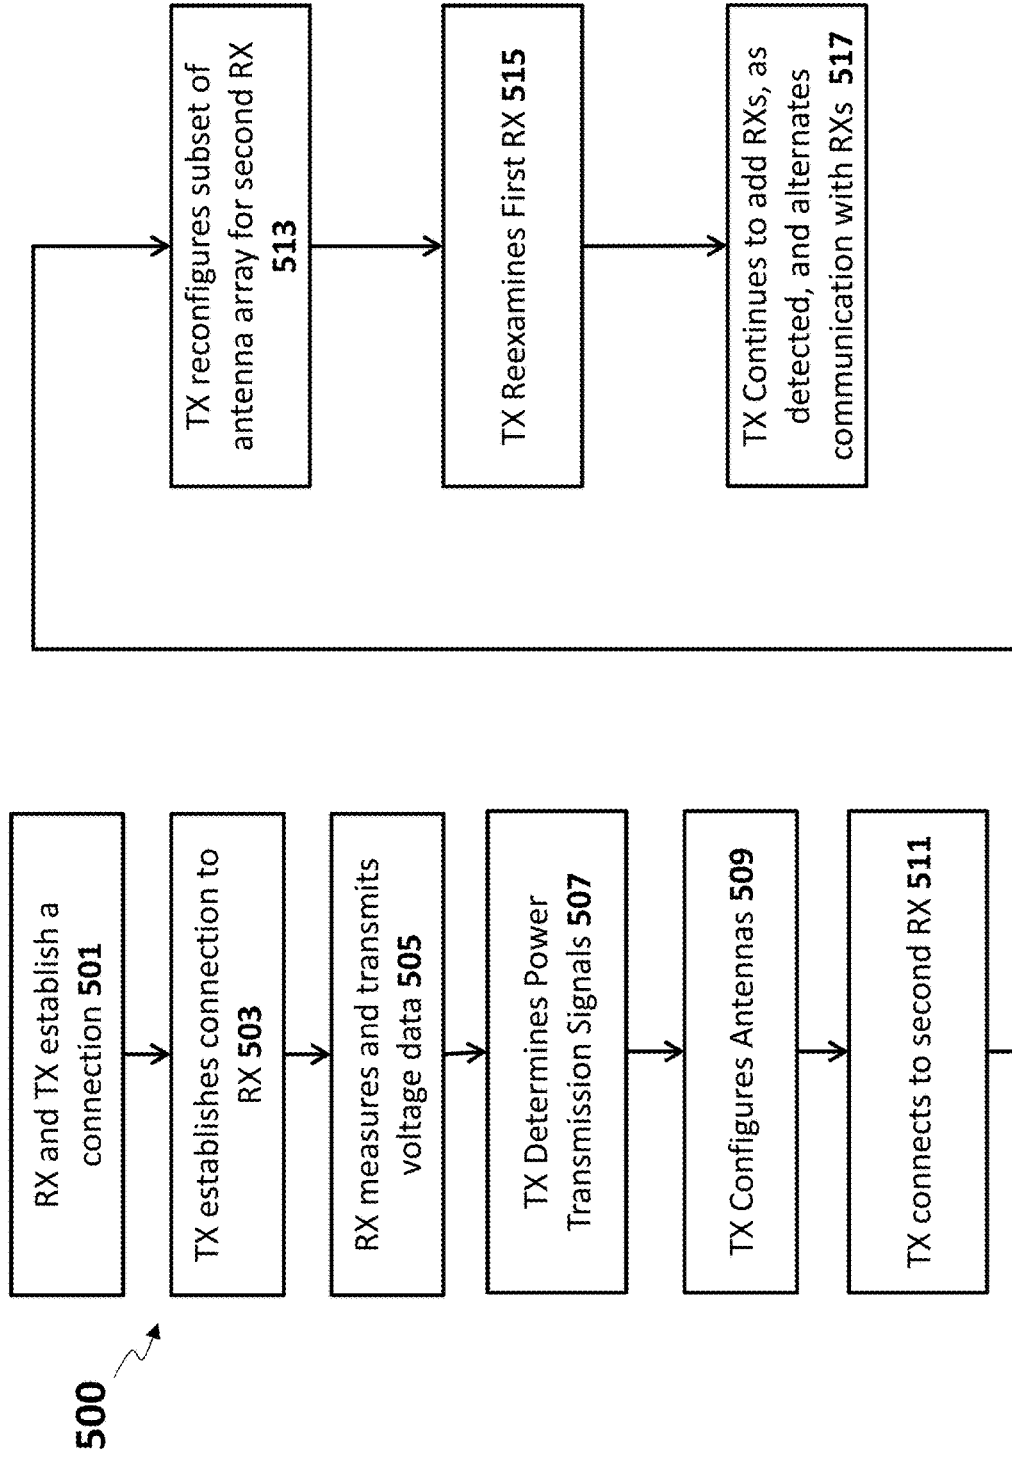 500
RX and TX establish a
connection 501
TX establishes connection to
RX 503
RX measures and transmits
voltage data 505
TX Determines Power
Transmission Signals 507
TX Configures Antennas 509
TX connects to second RX 511
TX reconfigures subset of
antenna array for second RX
513
TX Reexamines First RX 515
TX Continues to add RXs, as
detected, and alternates
communication with RXs 517